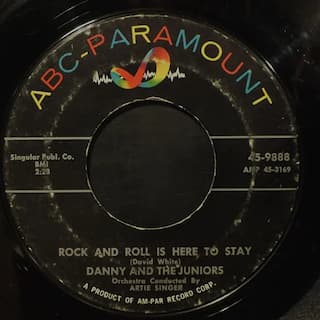 ABC-PARAMOUNT
Singular Publ. Co.
BMI
2:28
45-9888
AMP 45-3169
ROCK AND ROLL IS HERE TO STAY
(David White)
DANNY AND THE JUNIORS
Orchestra Conducted By
ARTIE SINGER
A PRODUCT OF AM-PAR RECORD CORP.